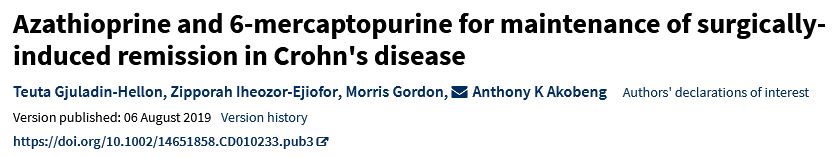 Azathioprine and 6-mercaptopurine for maintenance of surgically-
induced remission in Crohn's disease
Teuta Gjuladin-Hellon, Zipporah Iheozor-Ejiofor, Morris Gordon, Anthony K Akobeng Authors' declarations of interest
Version published: 06 August 2019 Version history
https://doi.org/10.1002/14651858.CD010233.pub3